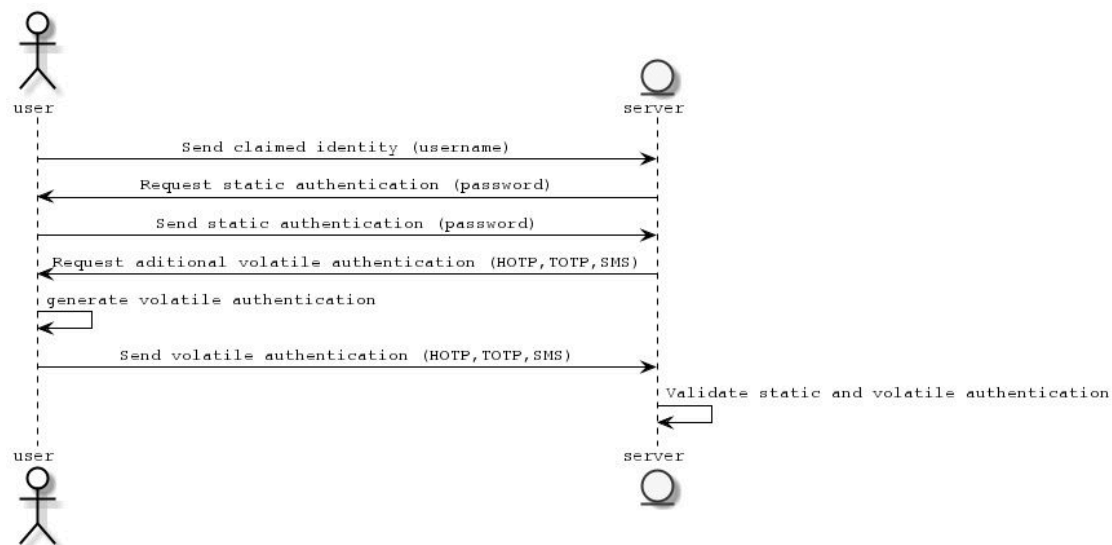 user
server
Send claimed identity (username)
Request static authentication (password)
Send static authentication (password)
Request aditional volatile authentication (HOTP,TOTP,SMS)
generate volatile authentication
Send volatile authentication (HOTP,TOTP,SMS)
Validate static and volatile authentication
user
server